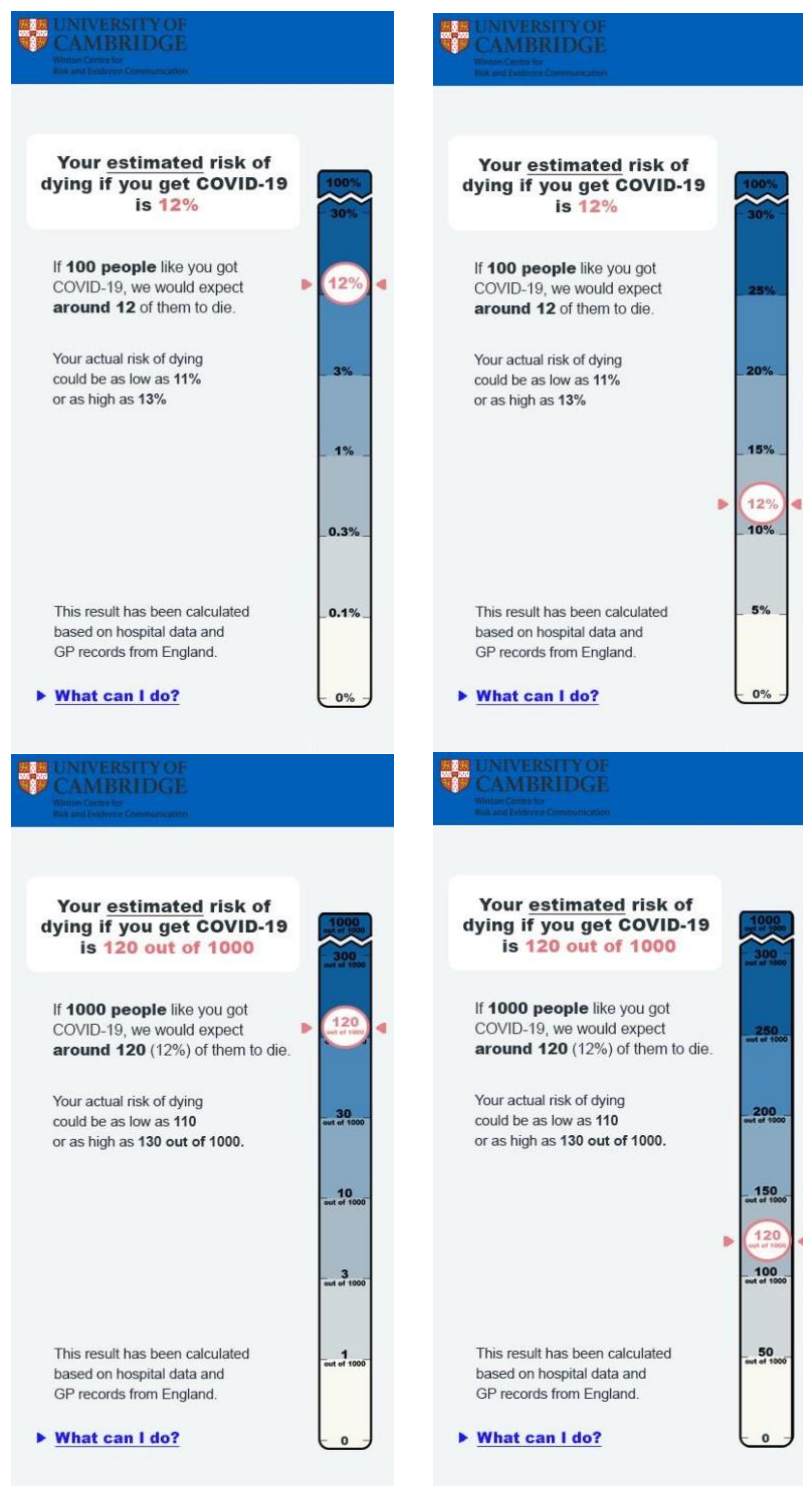 UNIVERSITY OF
CAMBRIDGE
Winton Centre for
Risk and Evidence Communication
Your estimated risk of
dying if you get COVID-19
is 12%
If 100 people like you got
COVID-19, we would expect
around 12 of them to die.
Your actual risk of dying
could be as low as 11%
or as high as 13%
This result has been calculated
based on hospital data and
GP records from England.
What can I do?
100%
30%
12%
3%
1%
0.3%
0.1%
0%
UNIVERSITY OF
CAMBRIDGE
Winton Centre for
Risk and Evidence Communication
Your estimated risk of
dying if you get COVID-19
is 12%
If 100 people like you got
COVID-19, we would expect
around 12 of them to die.
Your actual risk of dying
could be as low as 11%
or as high as 13%
This result has been calculated
based on hospital data and
GP records from England.
What can I do?
100%
30%
25%
20%
15%
12%
10%
5%
0%
UNIVERSITY OF
CAMBRIDGE
Winton Centre for
Risk and Evidence Communication
Your estimated risk of
dying if you get COVID-19
is 120 out of 1000
If 1000 people like you got
COVID-19, we would expect
around 120 (12%) of them to die.
Your actual risk of dying
could be as low as 110
or as high as 130 out of 1000.
This result has been calculated
based on hospital data and
GP records from England.
What can I do?
1000
out of 1000
300
out of 1000
120
out of 1000
30
out of 1000
10
out of 1000
3
out of 1000
1
out of 1000
0
UNIVERSITY OF
CAMBRIDGE
Winton Centre for
Risk and Evidence Communication
Your estimated risk of
dying if you get COVID-19
is 120 out of 1000
If 1000 people like you got
COVID-19, we would expect
around 120 (12%) of them to die.
Your actual risk of dying
could be as low as 110
or as high as 130 out of 1000.
This result has been calculated
based on hospital data and
GP records from England.
What can I do?
1000
out of 1000
300
out of 1000
250
out of 1000
200
out of 1000
150
out of 1000
120
out of 1000
100
out of 1000
50
out of 1000
0